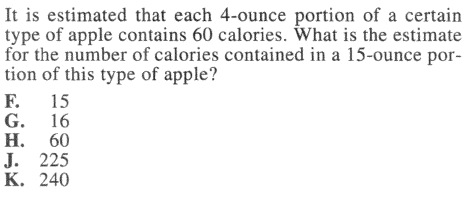 It is estimated that each 4-ounce portion of a certain
type of apple contains 60 calories. What is the estimate
for the number of calories contained in a 15-ounce por-
tion of this type of apple?
F. 15
G. 16
H. 60
J. 225
K. 240